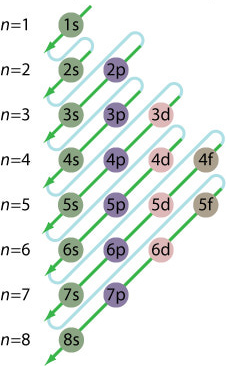 n=1 1s
n=2 2s 2p
n=3 3s 3p 3d
n=4 4s 4p 4d 4f
n=5 5s 5p 5d 5f
n=6 6s 6p 6d
n=7 7s 7p
n=8 8s